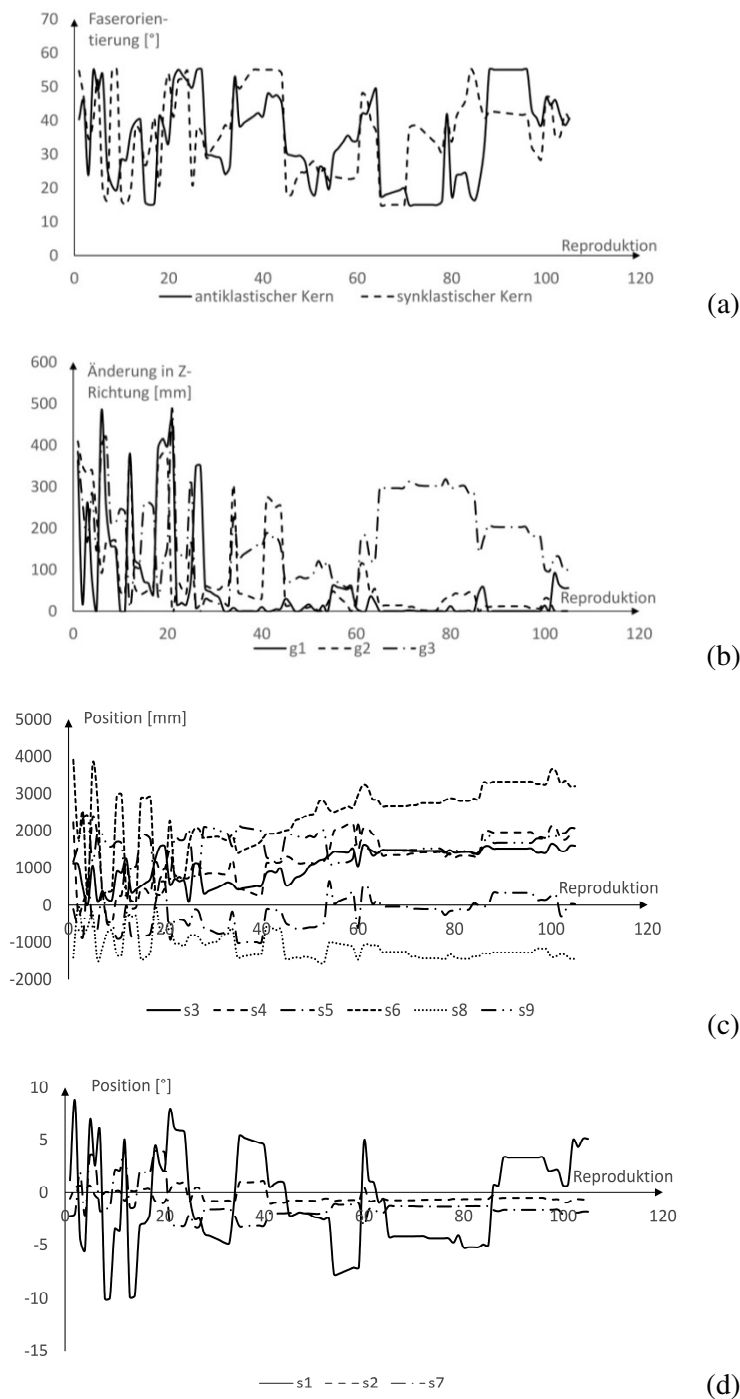 70
Faserorien-
tierung [°]
60
50
40
30
20
10
0
Reproduktion
0 20 40 60 80 100 120
antiklastischer Kern synklastischer Kern
(a)
600
Änderung in Z-
Richtung [mm]
500
400
300
200
100
0
Reproduktion
0 20 40 60 80 100 120
g1 g2 g3
(b)
5000
Position [mm]
4000
3000
2000
1000
0
-1000
-2000
Reproduktion
0 20 40 60 80 100 120
s3 s4 s5 s6 s8 s9
(c)
10
Position [°]
5
0
-5
-10
-15
Reproduktion
0 20 40 60 80 100 120
s1 s2 s7
(d)